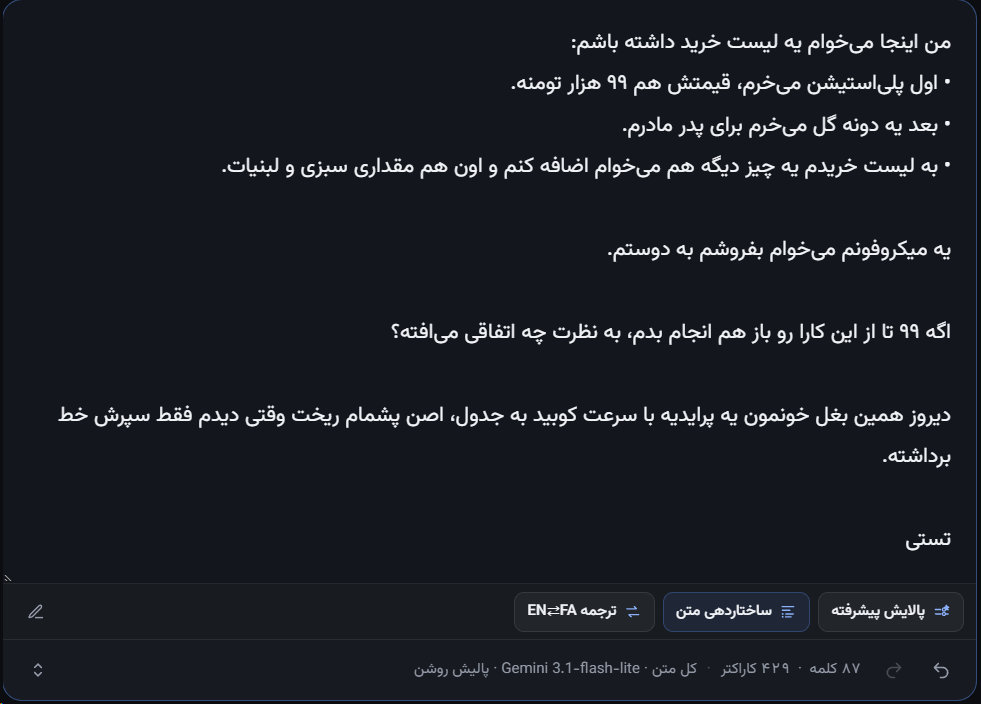 من اینجا می‌خوام یه لیست خرید داشته باشم:
• اول پلی‌استیشن می‌خرم، قیمتش هم ۹۹ هزار تومنه.
• بعد یه دونه گل می‌خرم برای پدر مادرم.
• به لیست خریدم یه چیز دیگه هم می‌خوام اضافه کنم و اون هم مقداری سبزی و لبنیات.
یه میکروفونم می‌خوام بفروشم به دوستم.
اگه ۹۹ تا از این کارا رو باز هم انجام بدم، به نظرت چه اتفاقی می‌افته؟
دیروز همین بغل خونمون یه پرایدیه با سرعت کوبید به جدول، اصن پشمام ریخت وقتی دیدم فقط سپرش خط
برداشته.
تستی
پالایش پیشرفته ساختاردهی متن ترجمه EN⇄FA
۸۷ کلمه · ۴۲۹ کاراکتر · کل متن · Gemini 3.1-flash-lite · پالیش روشن